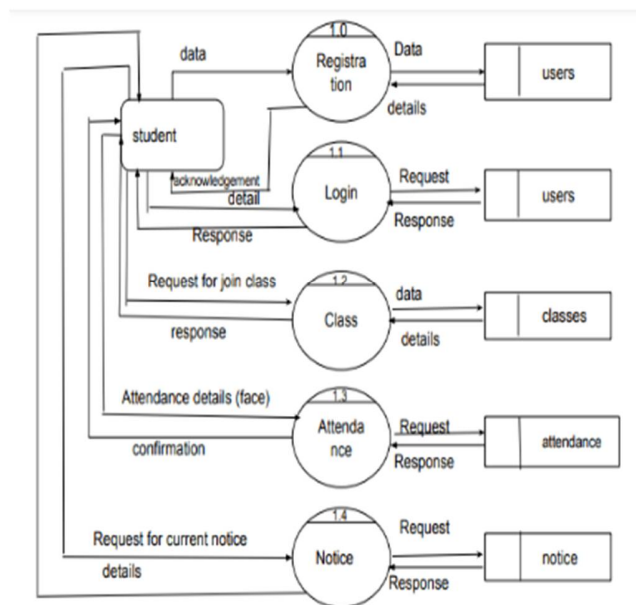 1.0
data
Registra
tion
Data
users
details
student
acknowledgement
1.1
detail
Login
Request
users
Response
Response
1.2
Request for join class
Class
data
classes
response
details
1.3
Attendance details (face)
Attenda
nce
Request
attendance
confirmation
Response
1.4
Request for current notice
Notice
Request
notice
details
Response